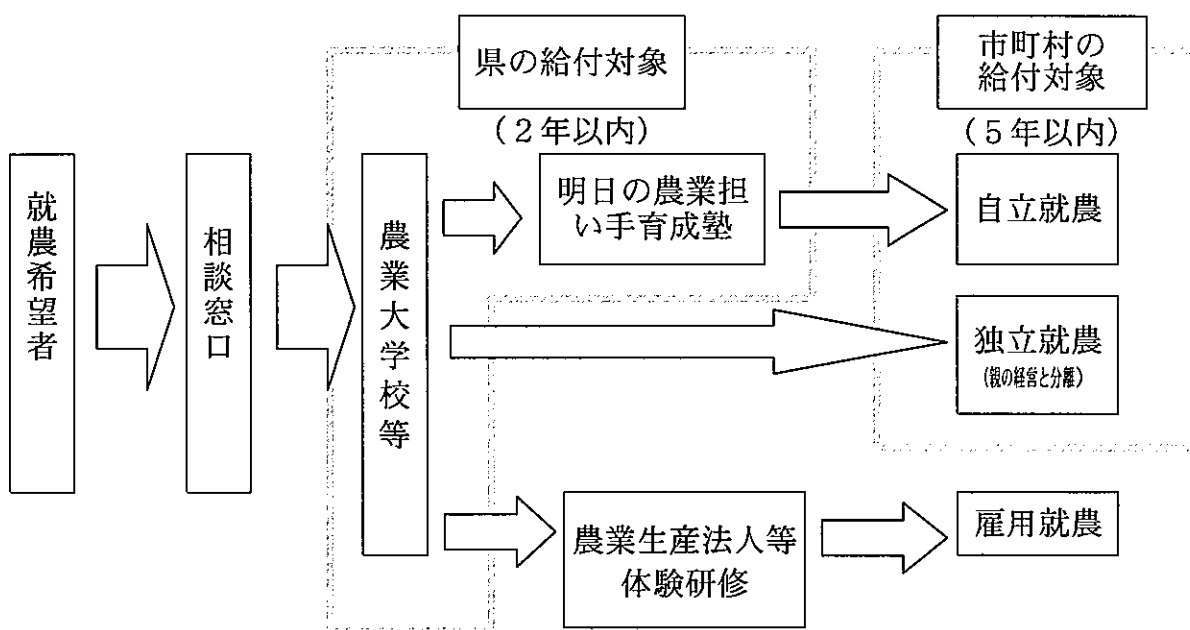 県の給付対象
(2年以内)
市町村の
給付対象
(5年以内)
就農希望者
相談窓口
農業大学校等
明日の農業担
い手育成塾
自立就農
独立就農
(親の経営と分離)
農業生産法人等
体験研修
雇用就農